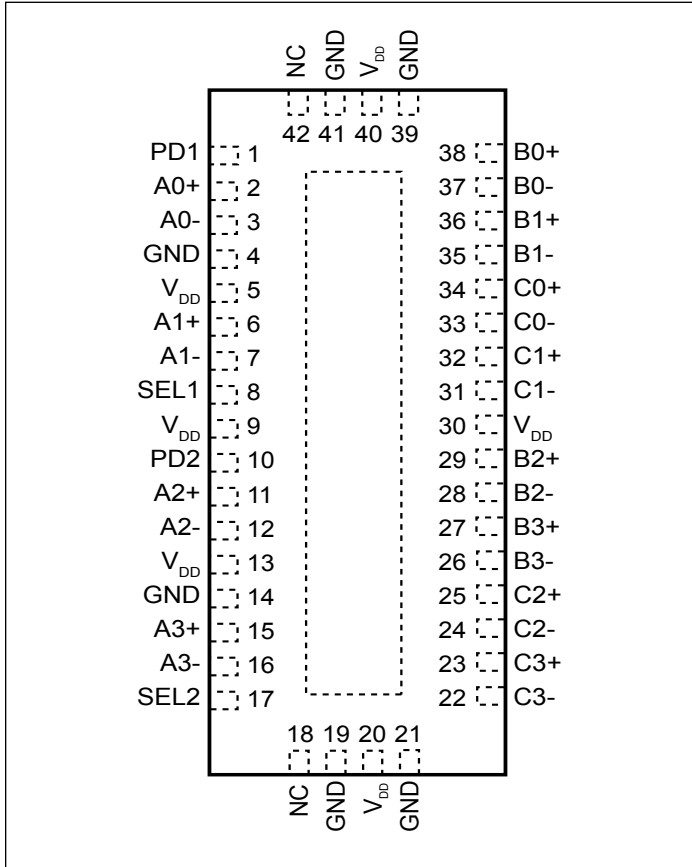 NC GND VDD GND
42 41 40 39
PD1 1 38 B0+
A0+ 2 37 B0-
A0- 3 36 B1+
GND 4 35 B1-
VDD 5 34 C0+
A1+ 6 33 C0-
A1- 7 32 C1+
SEL1 8 31 C1-
VDD 9 30 VDD
PD2 10 29 B2+
A2+ 11 28 B2-
A2- 12 27 B3+
VDD 13 26 B3-
GND 14 25 C2+
A3+ 15 24 C2-
A3- 16 23 C3+
SEL2 17 22 C3-
18 19 20 21
NC GND VDD GND